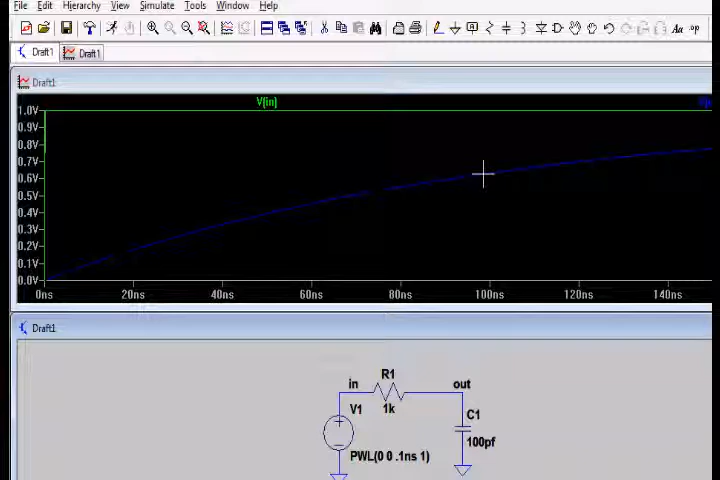 File Edit Hierarchy View Simulate Tools Window Help
Aa .op
Draft1 Draft1
Draft1
V(in)
1.0V
0.9V
0.8V
0.7V
0.6V
0.5V
0.4V
0.3V
0.2V
0.1V
0.0V
0ns 20ns 40ns 60ns 80ns 100ns 120ns 140ns
Draft1
R1
in out
V1 1k C1
100pf
PWL(0 0 .1ns 1)